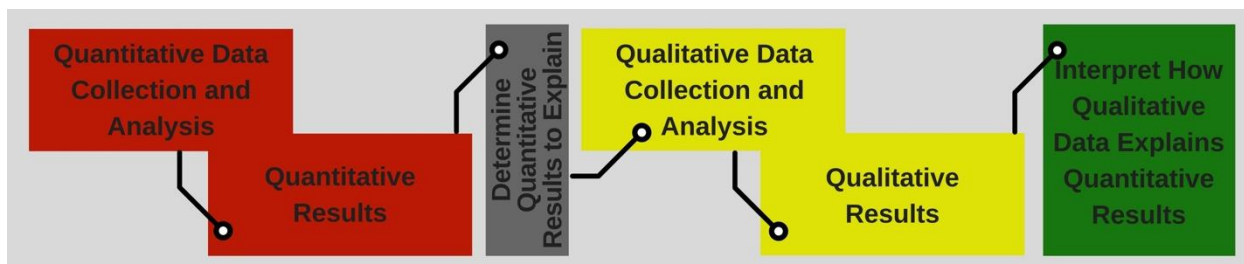 Quantitative Data
Collection and
Analysis
Quantitative
Results
Determine
Quantitative
Results to Explain
Qualitative Data
Collection and
Analysis
Qualitative
Results
Interpret How
Qualitative
Data Explains
Quantitative
Results